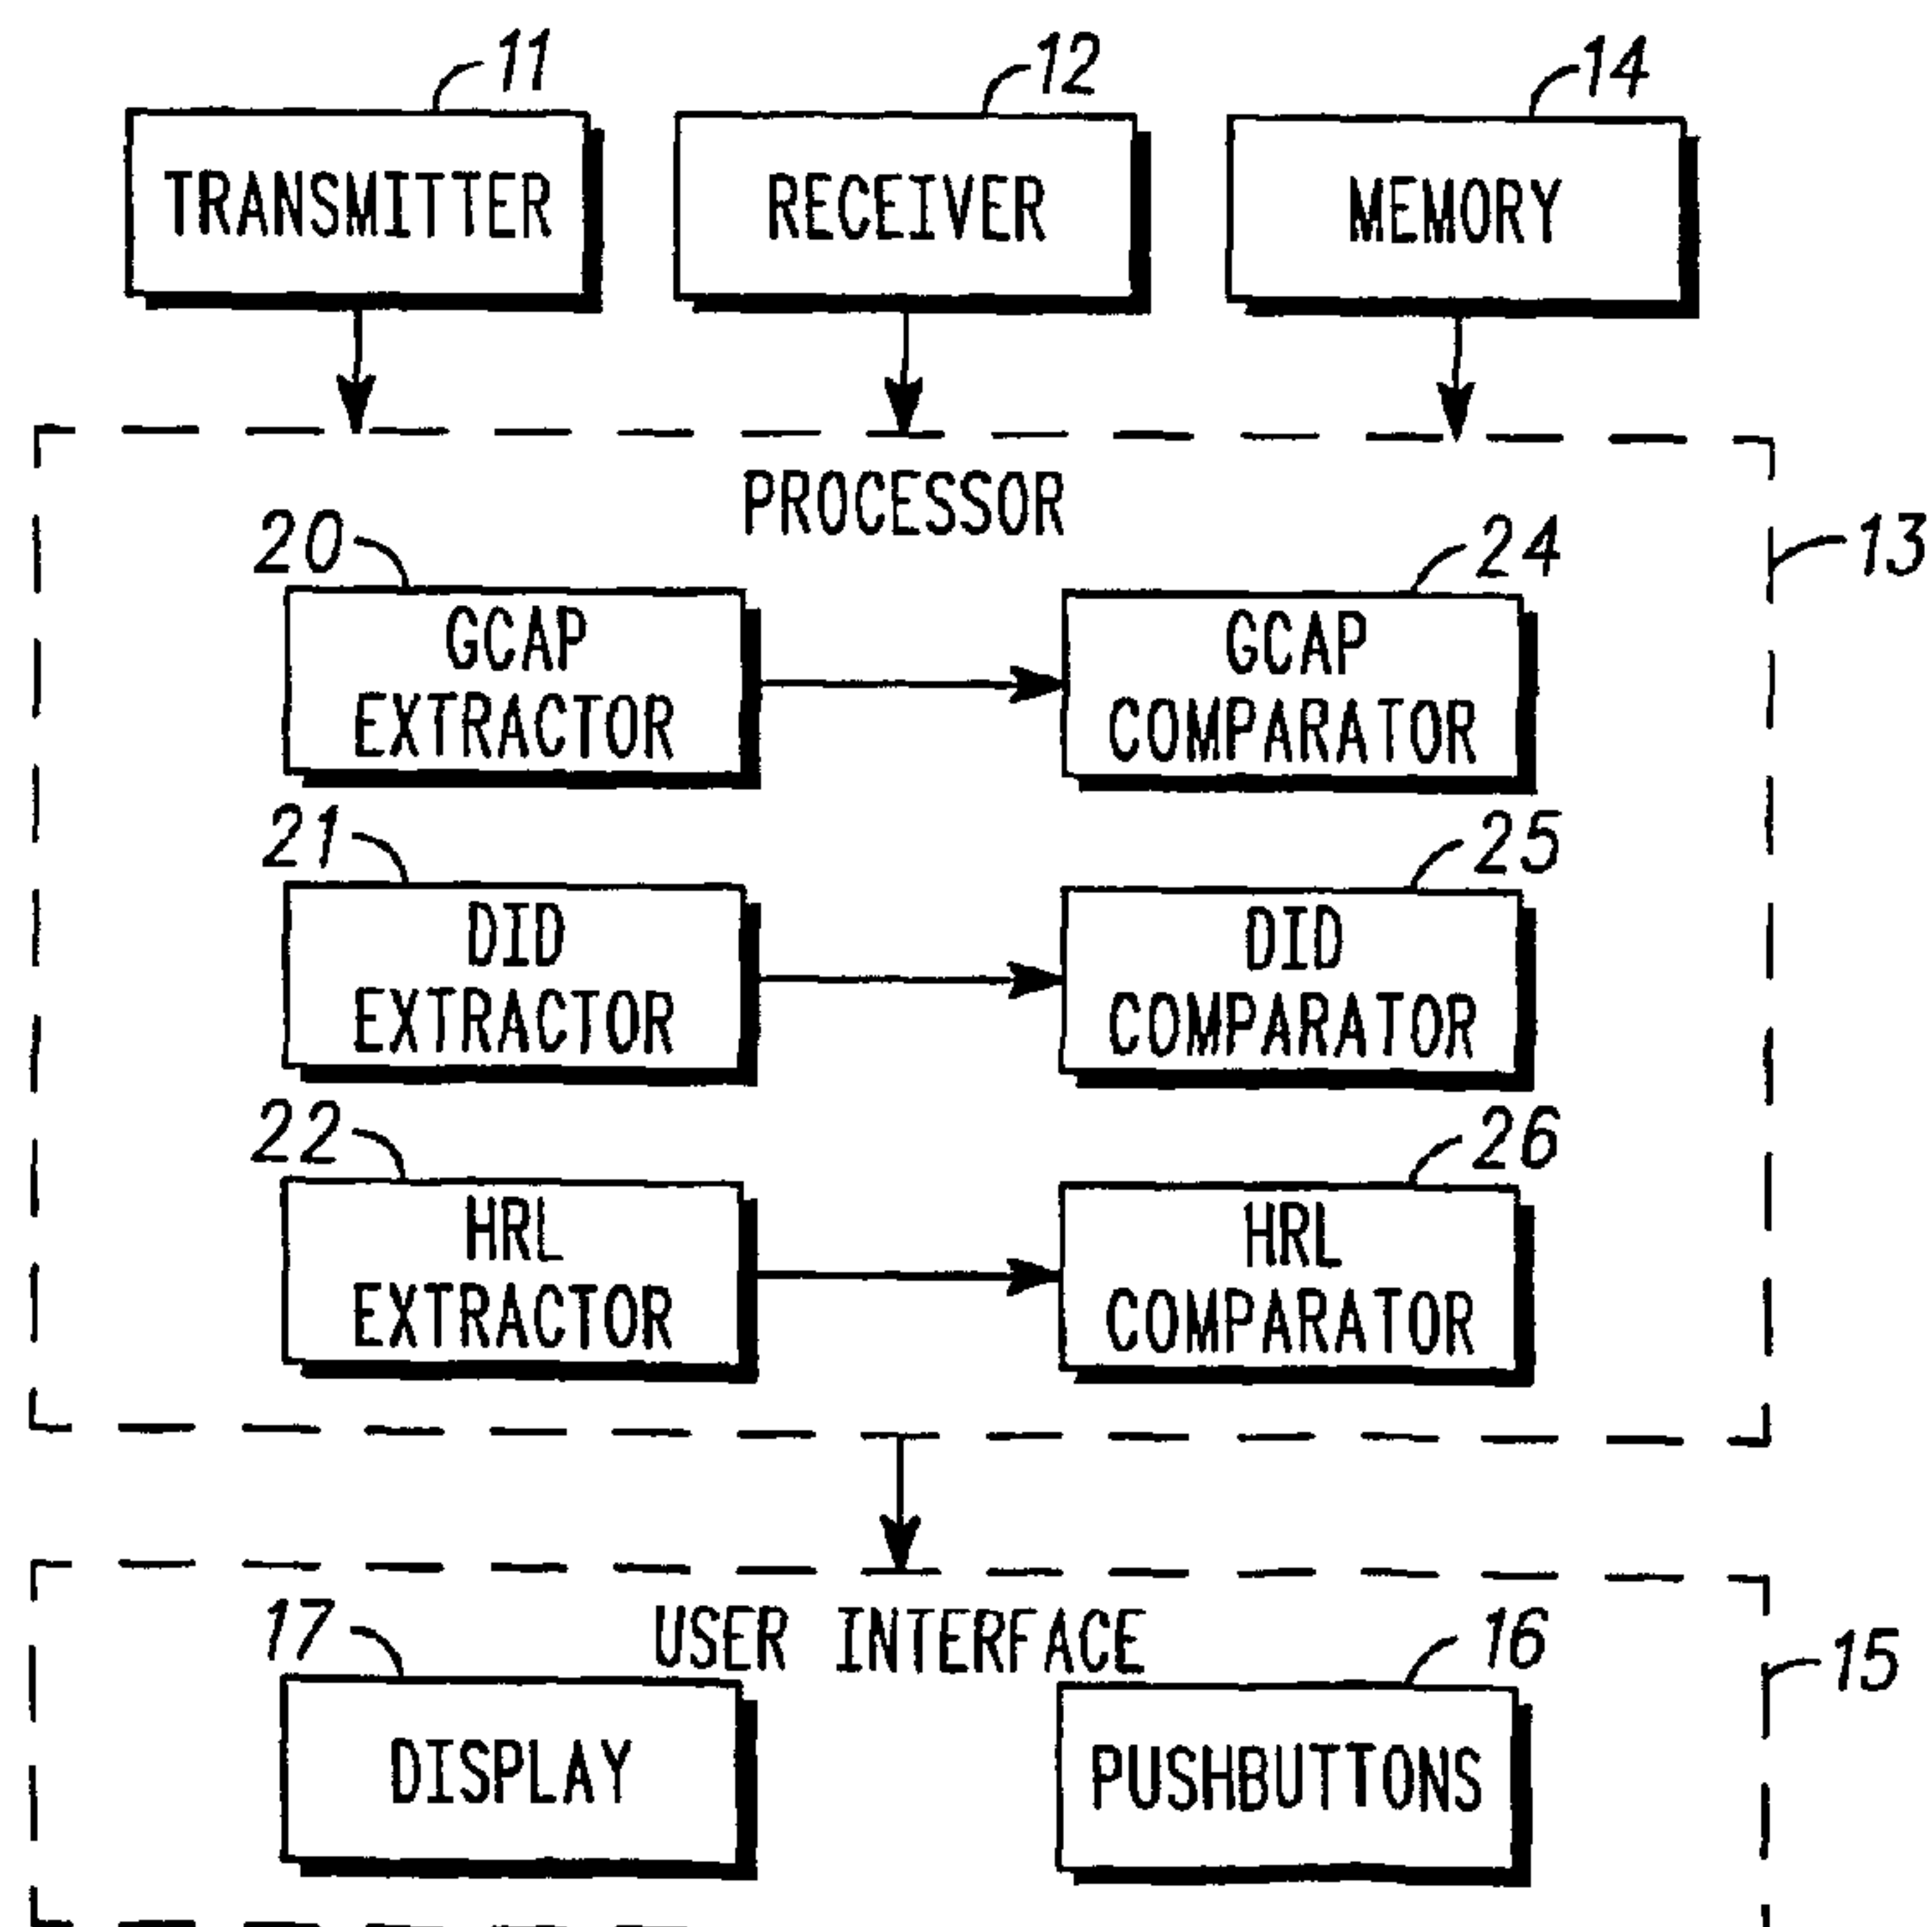 11 12 14
TRANSMITTER RECEIVER MEMORY
PROCESSOR
13
20 24
GCAP EXTRACTOR
GCAP COMPARATOR
21 25
DID EXTRACTOR
DID COMPARATOR
22 26
HRL EXTRACTOR
HRL COMPARATOR
USER INTERFACE
15
17 16
DISPLAY PUSHBUTTONS